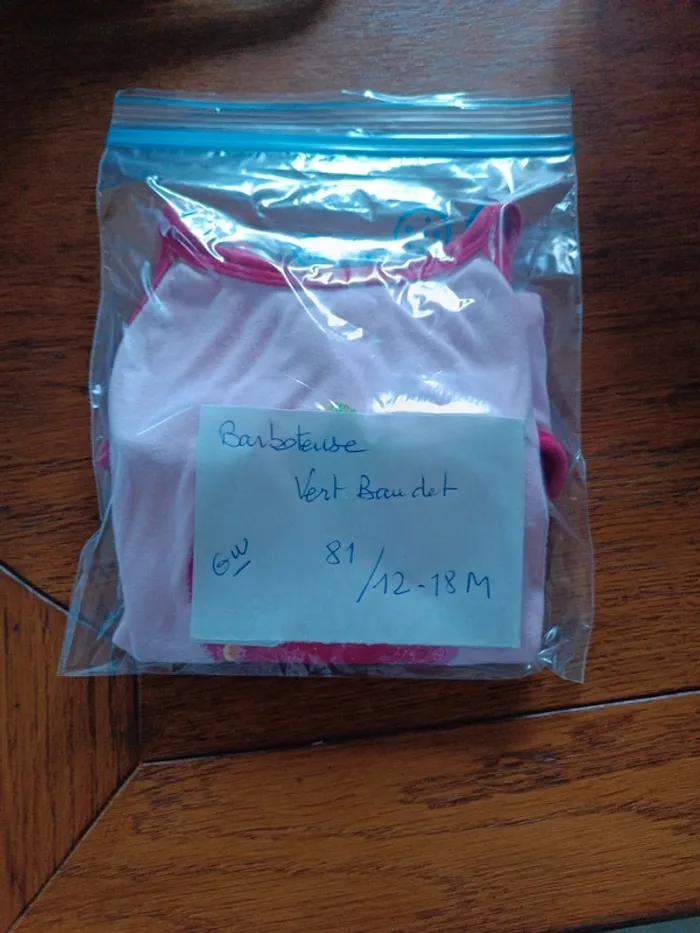 Barboteuse
Vert Baudet
GW
81/12-18M